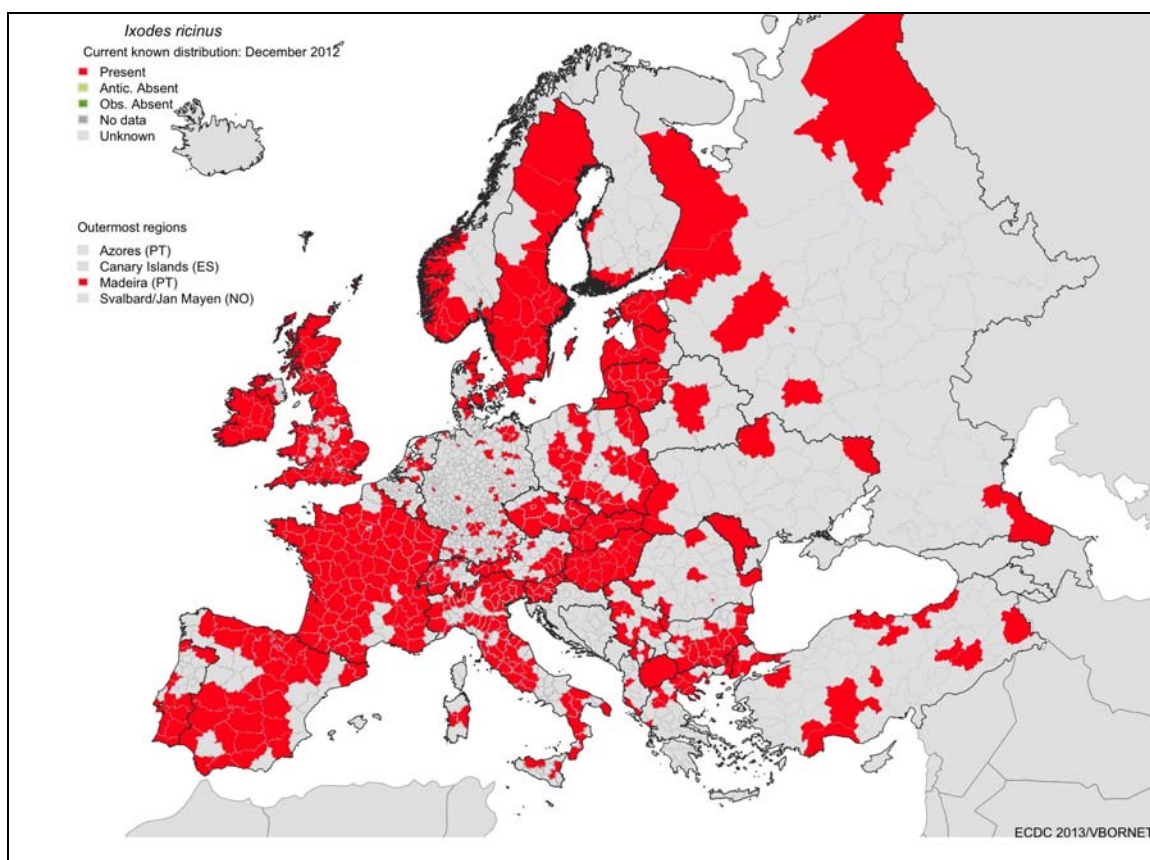 Ixodes ricinus
Current known distribution: December 2012
Present
Antic. Absent
Obs. Absent
No data
Unknown
Outermost regions
Azores (PT)
Canary Islands (ES)
Madeira (PT)
Svalbard/Jan Mayen (NO)
ECDC 2013/VBORNET